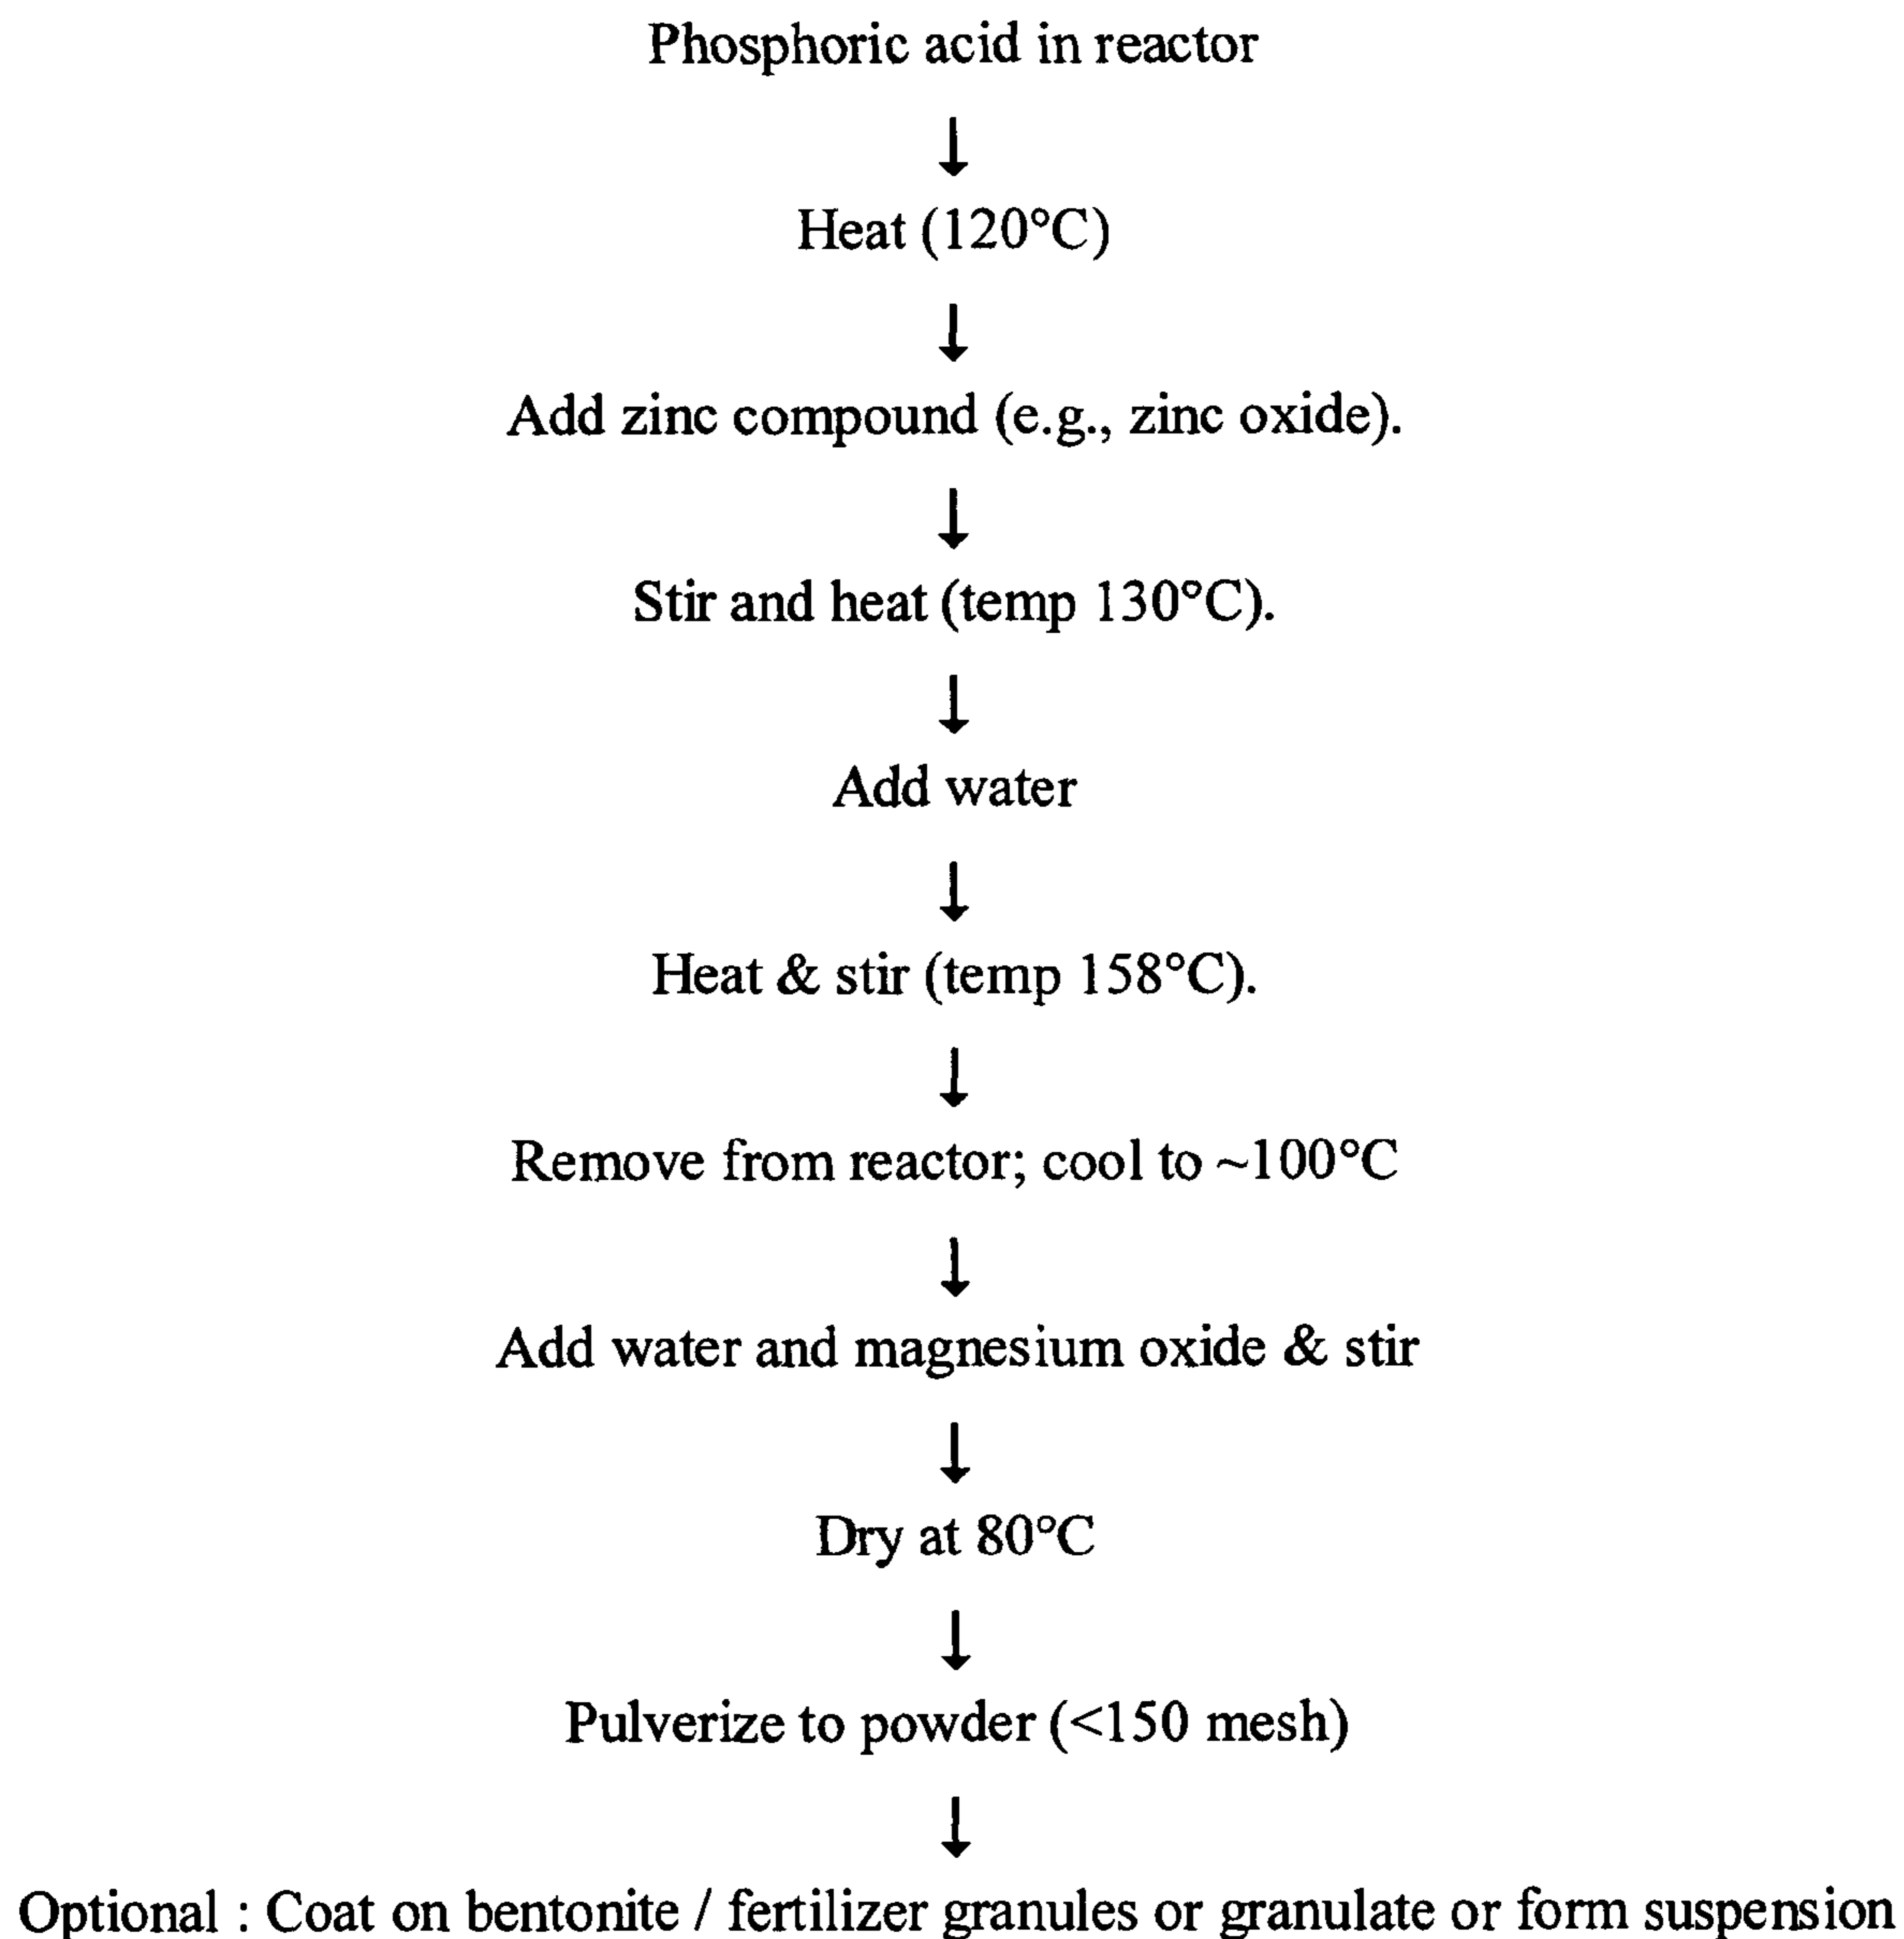 Phosphoric acid in reactor
↓
Heat (120°C)
↓
Add zinc compound (e.g., zinc oxide).
↓
Stir and heat (temp 130°C).
↓
Add water
↓
Heat & stir (temp 158°C).
↓
Remove from reactor; cool to ~100°C
↓
Add water and magnesium oxide & stir
↓
Dry at 80°C
↓
Pulverize to powder (<150 mesh)
↓
Optional : Coat on bentonite / fertilizer granules or granulate or form suspension